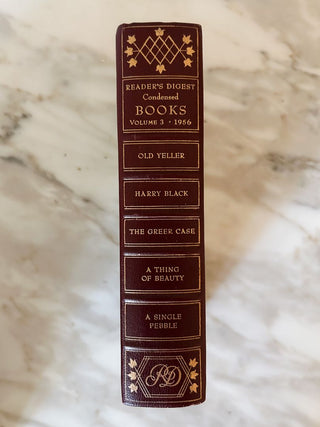 READER'S DIGEST
Condensed
BOOKS
VOLUME 3 • 1956
OLD YELLER
HARRY BLACK
THE GREER CASE
A THING
OF BEAUTY
A SINGLE
PEBBLE
RD